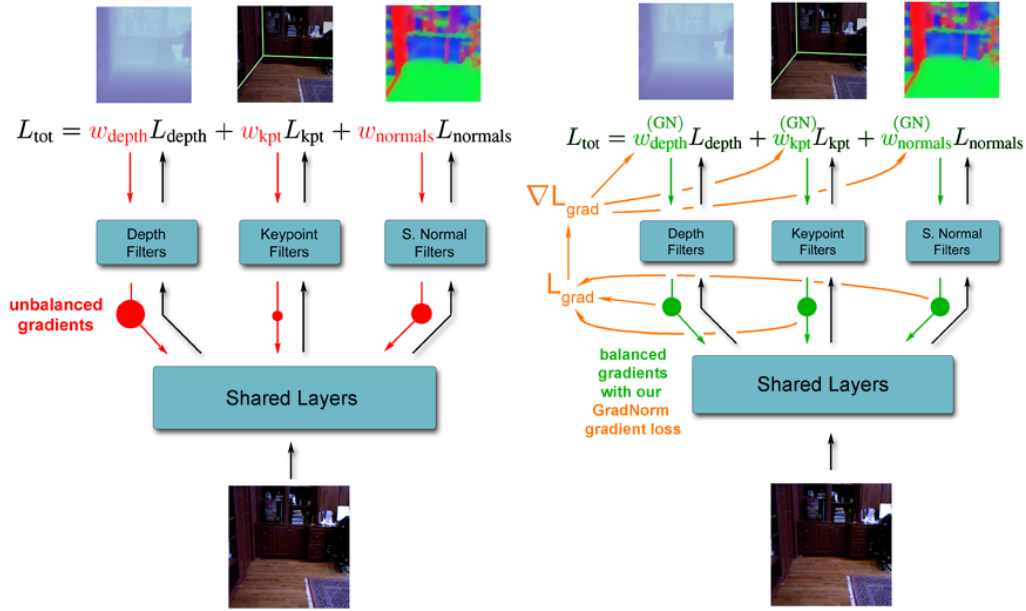 L_tot = w_depth L_depth + w_kpt L_kpt + w_normals L_normals
Depth
Filters
Keypoint
Filters
S. Normal
Filters
unbalanced
gradients
Shared Layers
L_tot = w_depth^(GN) L_depth + w_kpt^(GN) L_kpt + w_normals^(GN) L_normals
∇L_grad
Depth
Filters
Keypoint
Filters
S. Normal
Filters
L_grad
balanced
gradients
with our
GradNorm
gradient loss
Shared Layers